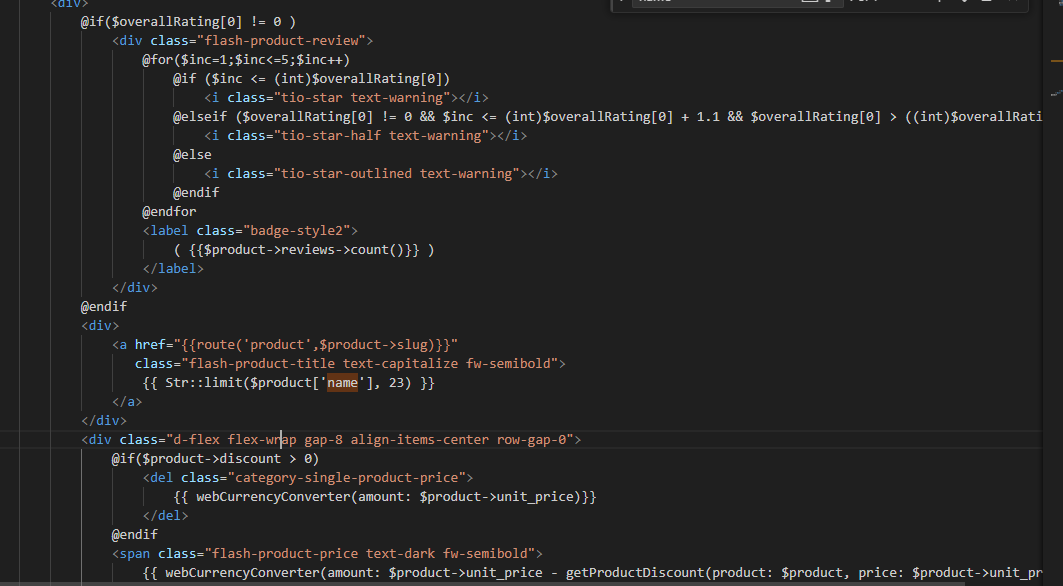 <div>
@if($overallRating[0] != 0 )
<div class="flash-product-review">
@for($inc=1;$inc<=5;$inc++)
@if ($inc <= (int)$overallRating[0])
<i class="tio-star text-warning"></i>
@elseif ($overallRating[0] != 0 && $inc <= (int)$overallRating[0] + 1.1 && $overallRating[0] > ((int)$overallRati
<i class="tio-star-half text-warning"></i>
@else
<i class="tio-star-outlined text-warning"></i>
@endif
@endfor
<label class="badge-style2">
( {{$product->reviews->count()}} )
</label>
</div>
@endif
<div>
<a href="{{route('product',$product->slug)}}"
class="flash-product-title text-capitalize fw-semibold">
{{ Str::limit($product['name'], 23) }}
</a>
</div>
<div class="d-flex flex-wrap gap-8 align-items-center row-gap-0">
@if($product->discount > 0)
<del class="category-single-product-price">
{{ webCurrencyConverter(amount: $product->unit_price)}}
</del>
@endif
<span class="flash-product-price text-dark fw-semibold">
{{ webCurrencyConverter(amount: $product->unit_price - getProductDiscount(product: $product, price: $product->unit_pr